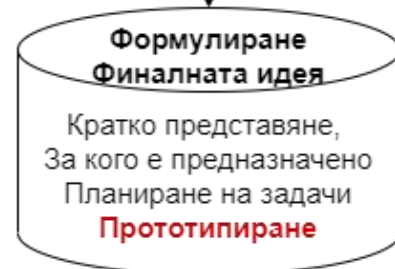 Формулиране
Финалната идея
Кратко представяне,
За кого е предназначено
Планиране на задачи
Прототипиране